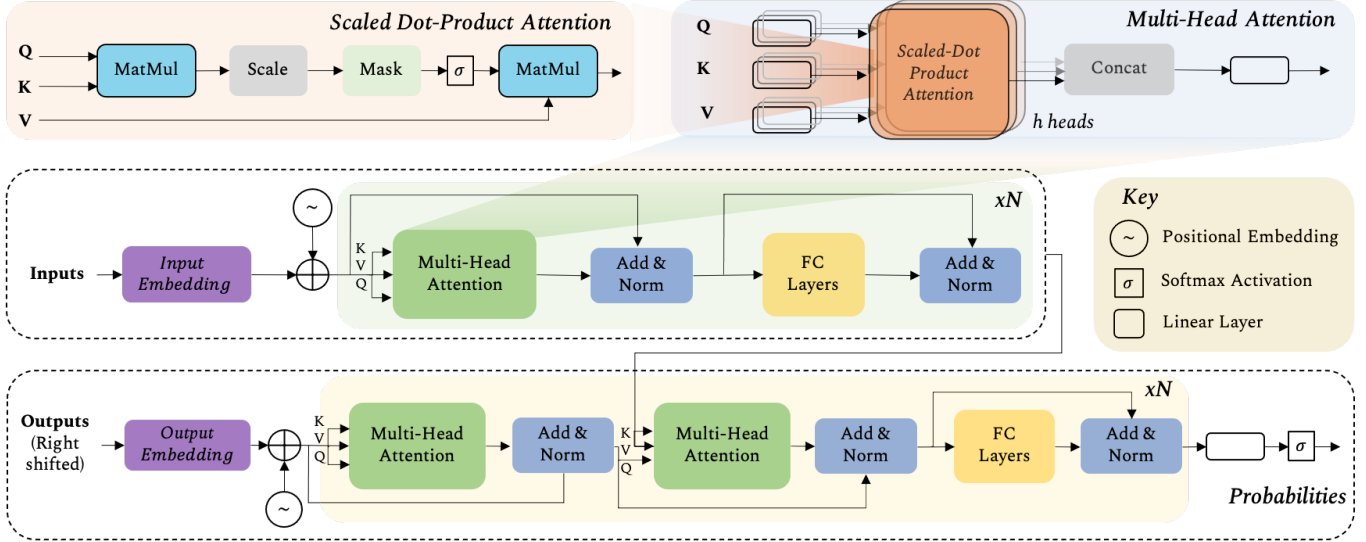 Scaled Dot-Product Attention
Q
K
V
MatMul
Scale
Mask
σ
MatMul
Multi-Head Attention
Q
K
V
Scaled-Dot
Product
Attention
h heads
Concat
Inputs
Input
Embedding
~
K
V
Q
Multi-Head
Attention
Add &
Norm
FC
Layers
Add &
Norm
xN
Key
~ Positional Embedding
σ Softmax Activation
Linear Layer
Outputs
(Right
shifted)
Output
Embedding
~
K
V
Q
Multi-Head
Attention
Add &
Norm
K
V
Q
Multi-Head
Attention
Add &
Norm
FC
Layers
Add &
Norm
xN
σ
Probabilities